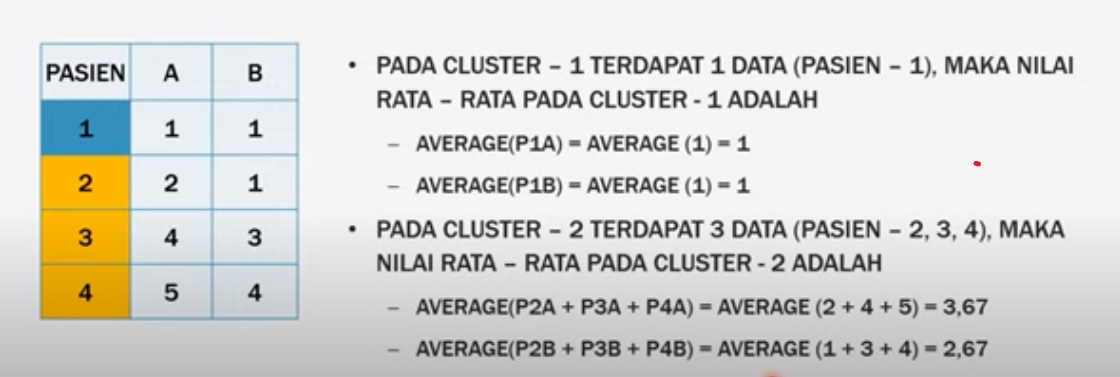 PASIEN A B
1 1 1
2 2 1
3 4 3
4 5 4
• PADA CLUSTER – 1 TERDAPAT 1 DATA (PASIEN – 1), MAKA NILAI
RATA – RATA PADA CLUSTER - 1 ADALAH
– AVERAGE(P1A) = AVERAGE (1) = 1
– AVERAGE(P1B) = AVERAGE (1) = 1
• PADA CLUSTER – 2 TERDAPAT 3 DATA (PASIEN – 2, 3, 4), MAKA
NILAI RATA – RATA PADA CLUSTER - 2 ADALAH
– AVERAGE(P2A + P3A + P4A) = AVERAGE (2 + 4 + 5) = 3,67
– AVERAGE(P2B + P3B + P4B) = AVERAGE (1 + 3 + 4) = 2,67